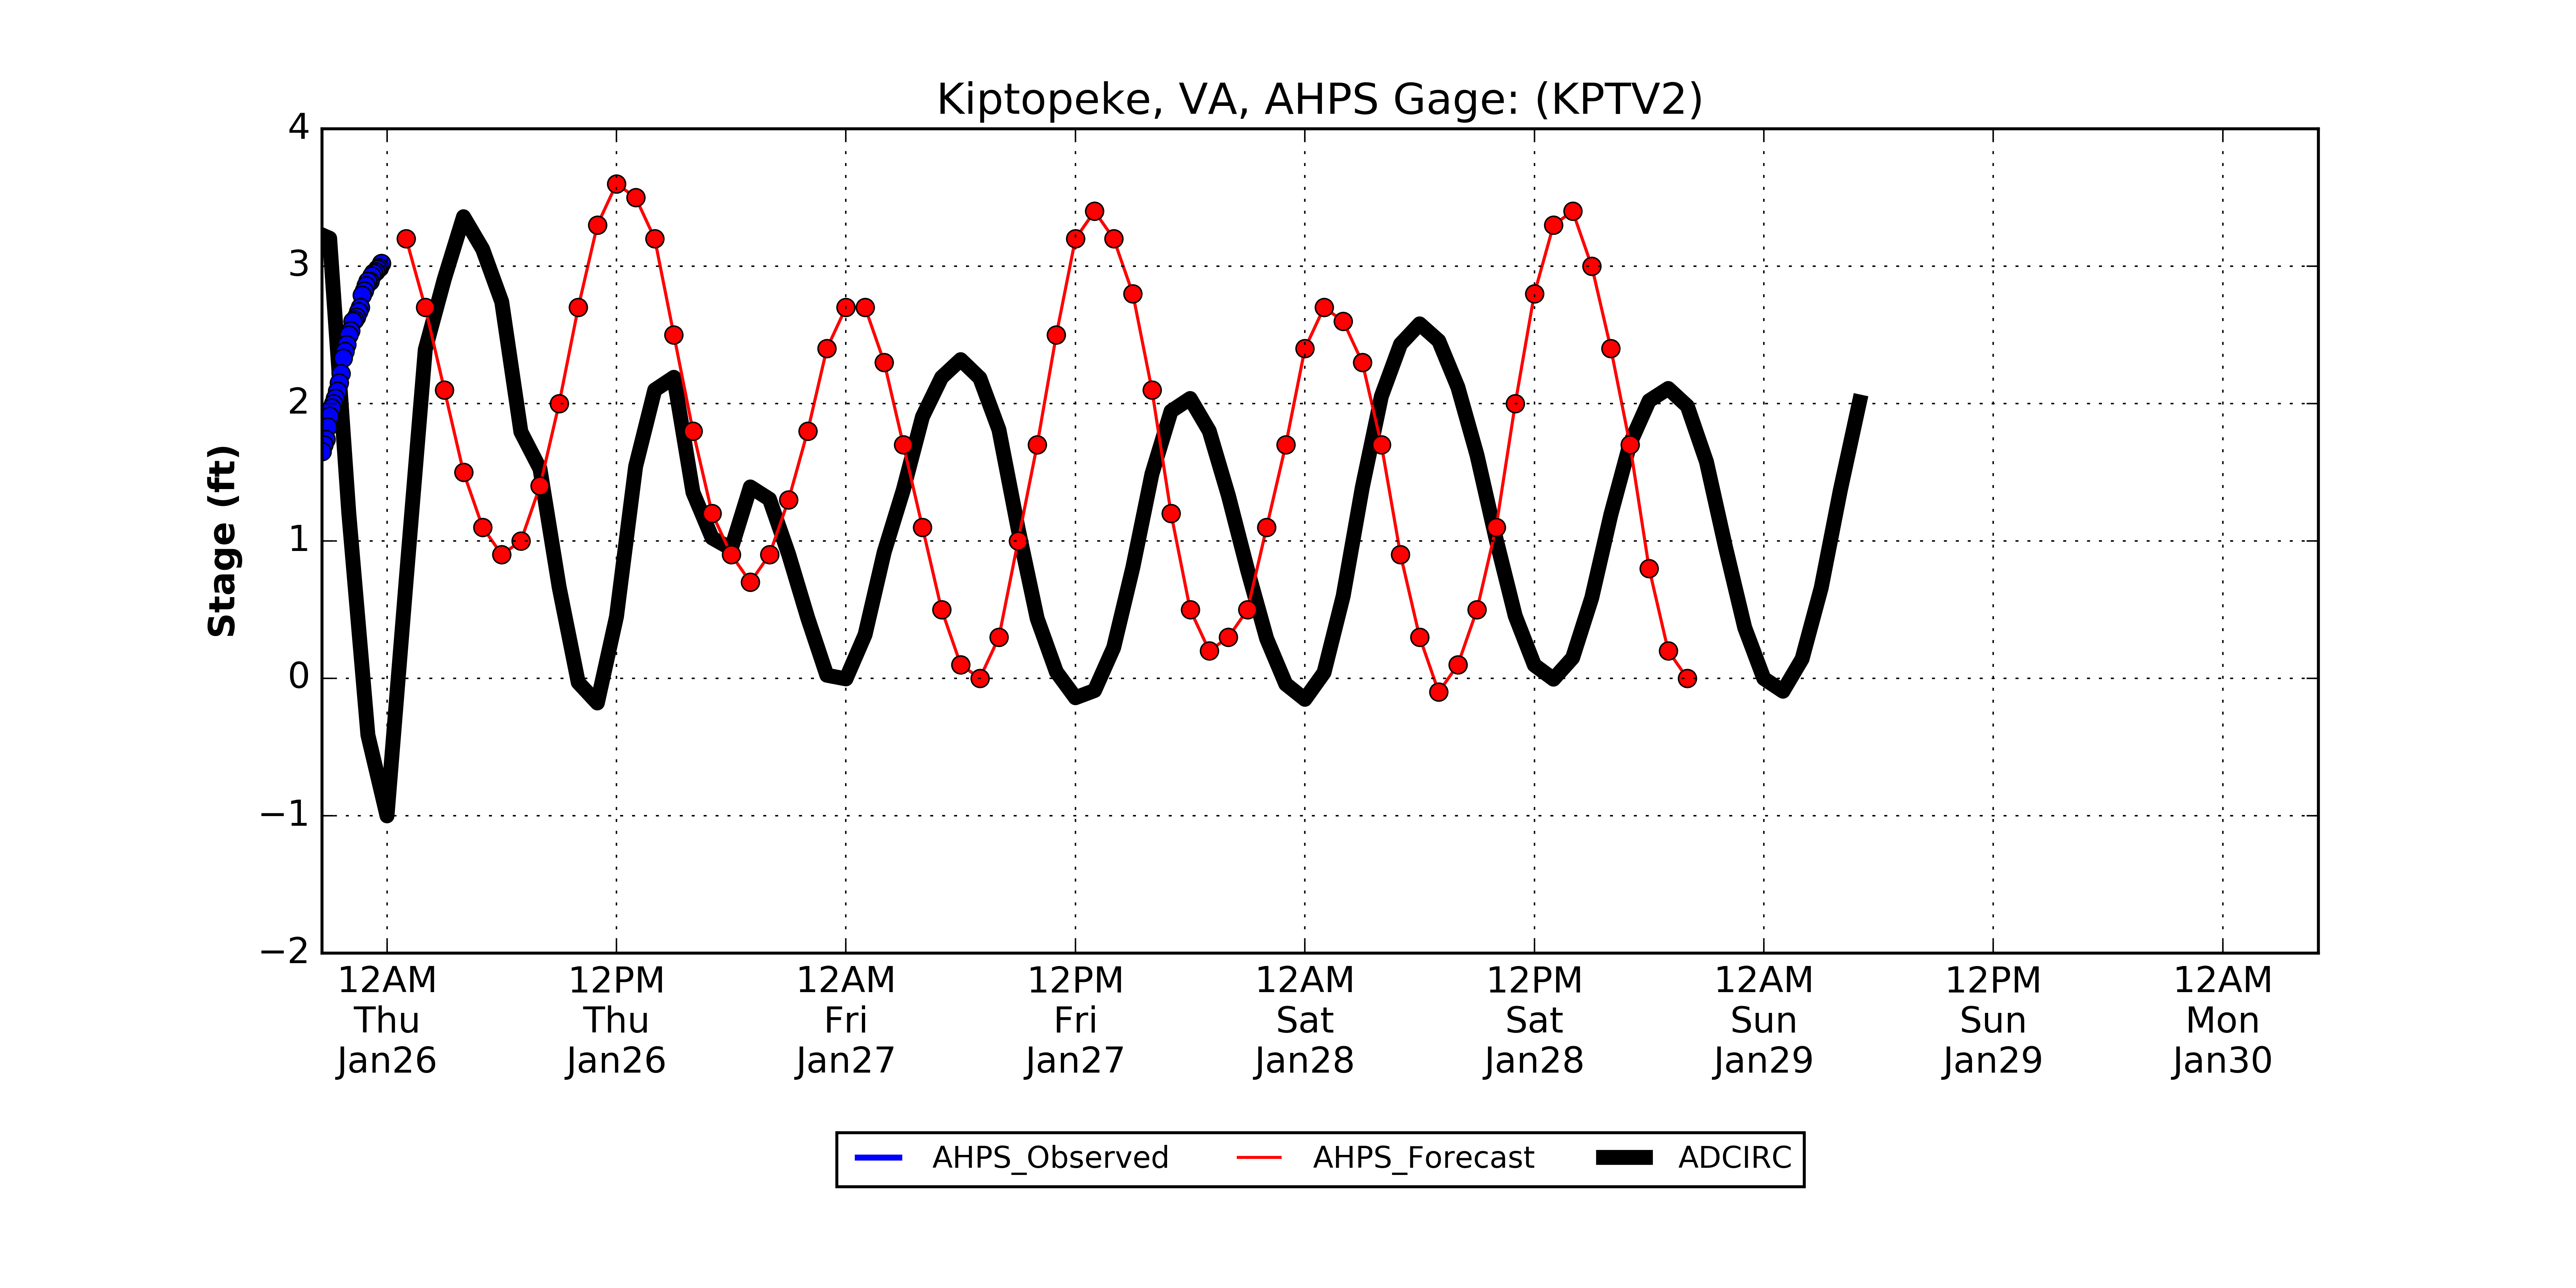 Kiptopeke, VA, AHPS Gage: (KPTV2)
Stage (ft)
4
3
2
1
0
−1
−2
12AM Thu Jan26
12PM Thu Jan26
12AM Fri Jan27
12PM Fri Jan27
12AM Sat Jan28
12PM Sat Jan28
12AM Sun Jan29
12PM Sun Jan29
12AM Mon Jan30
AHPS_Observed AHPS_Forecast ADCIRC